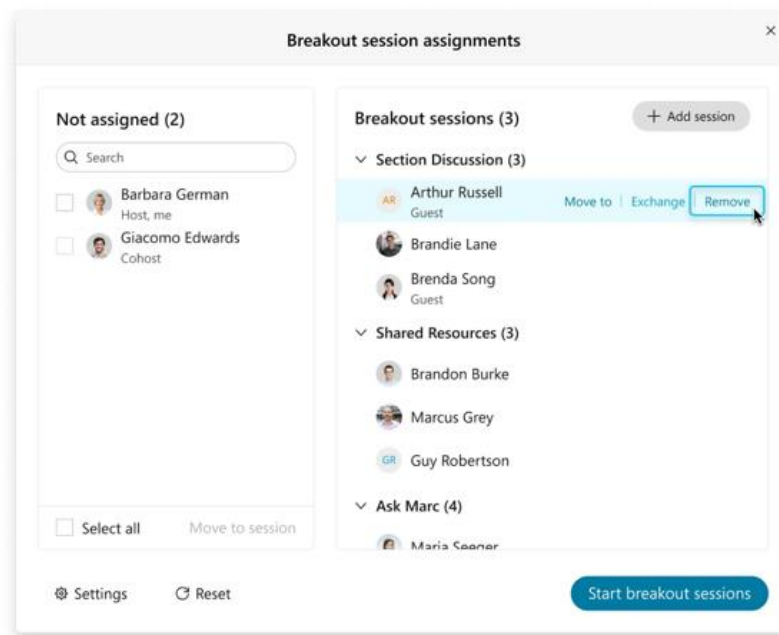 Breakout session assignments
Not assigned (2)
Search
Barbara German
Host, me
Giacomo Edwards
Cohost
Select all
Move to session
Breakout sessions (3)
+ Add session
Section Discussion (3)
AR
Arthur Russell
Guest
Move to | Exchange | Remove
Brandie Lane
Brenda Song
Guest
Shared Resources (3)
Brandon Burke
Marcus Grey
GR
Guy Robertson
Ask Marc (4)
Maria Seeger
Settings
Reset
Start breakout sessions